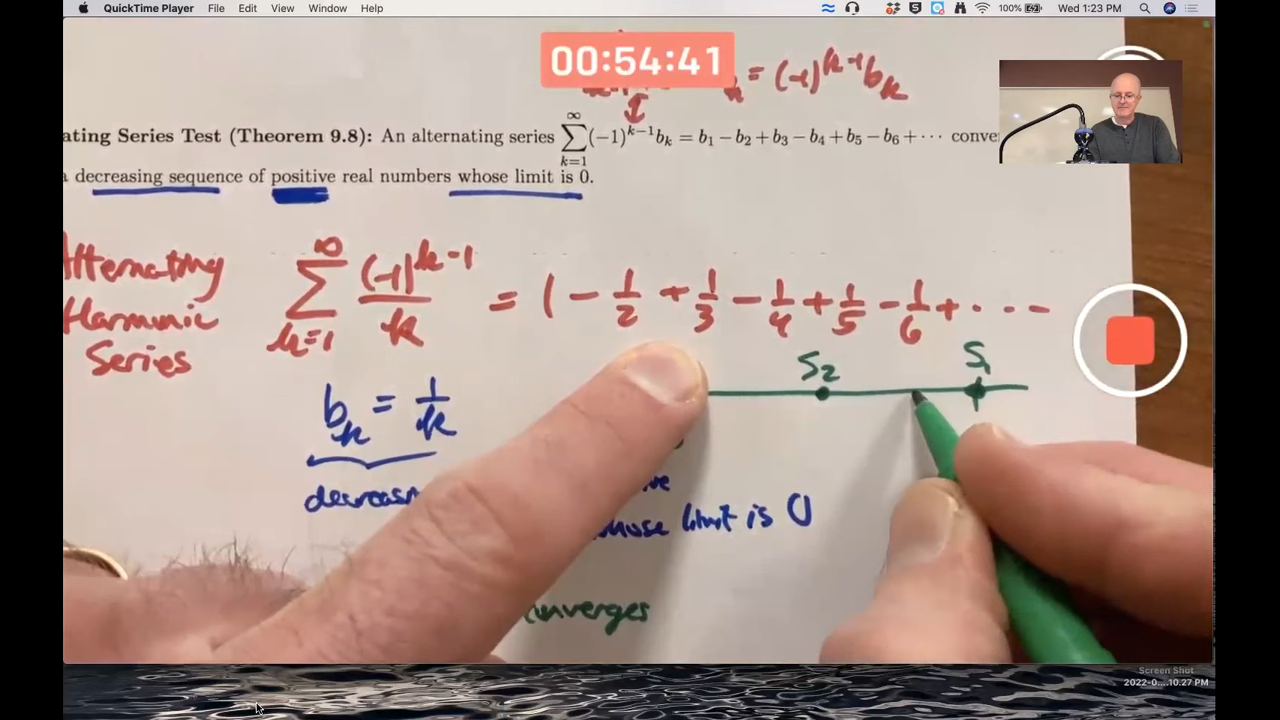 QuickTime Player File Edit View Window Help 100% Wed 1:23 PM
00:54:41
= (-1)^{k-1} b_k
ating Series Test (Theorem 9.8): An alternating series ∑_{k=1}^{∞} (−1)^{k−1} b_k = b_1 − b_2 + b_3 − b_4 + b_5 − b_6 + ⋯ conve
a decreasing sequence of positive real numbers whose limit is 0.
Alternating Harmonic Series
∑_{k=1}^{∞} (-1)^{k-1}/k = 1 - 1/2 + 1/3 - 1/4 + 1/5 - 1/6 + ...
S_2 S_1
b_k = 1/k
decreas
whose limit is 0
nverges
Screen Shot
2022-0....10.27 PM